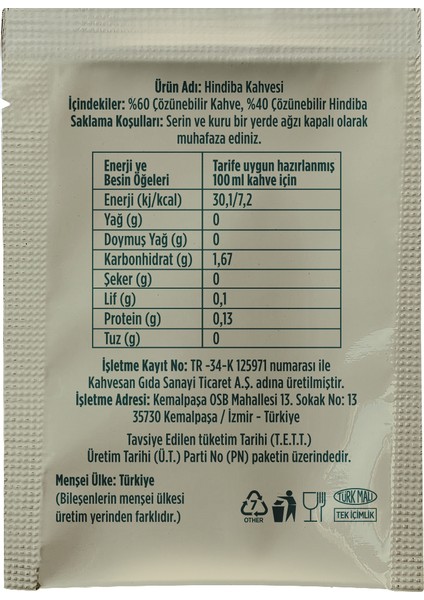 Ürün Adı: Hindiba Kahvesi
İçindekiler: %60 Çözünebilir Kahve, %40 Çözünebilir Hindiba
Saklama Koşulları: Serin ve kuru bir yerde ağzı kapalı olarak
muhafaza ediniz.
Enerji ve Besin Öğeleri Tarife uygun hazırlanmış 100 ml kahve için
Enerji (kj/kcal) 30,1/7,2
Yağ (g) 0
Doymuş Yağ (g) 0
Karbonhidrat (g) 1,67
Şeker (g) 0
Lif (g) 0,1
Protein (g) 0,13
Tuz (g) 0
İşletme Kayıt No: TR -34-K 125971 numarası ile
Kahvesan Gıda Sanayi Ticaret A.Ş. adına üretilmiştir.
İşletme Adresi: Kemalpaşa OSB Mahallesi 13. Sokak No: 13
35730 Kemalpaşa / İzmir - Türkiye
Tavsiye Edilen tüketim Tarihi (T.E.T.T.)
Üretim Tarihi (Ü.T.) Parti No (PN) paketin üzerindedir.
Menşei Ülke: Türkiye
(Bileşenlerin menşei ülkesi
üretim yerinden farklıdır.)
7
OTHER
TÜRK MALI
TEK İÇİMLİK